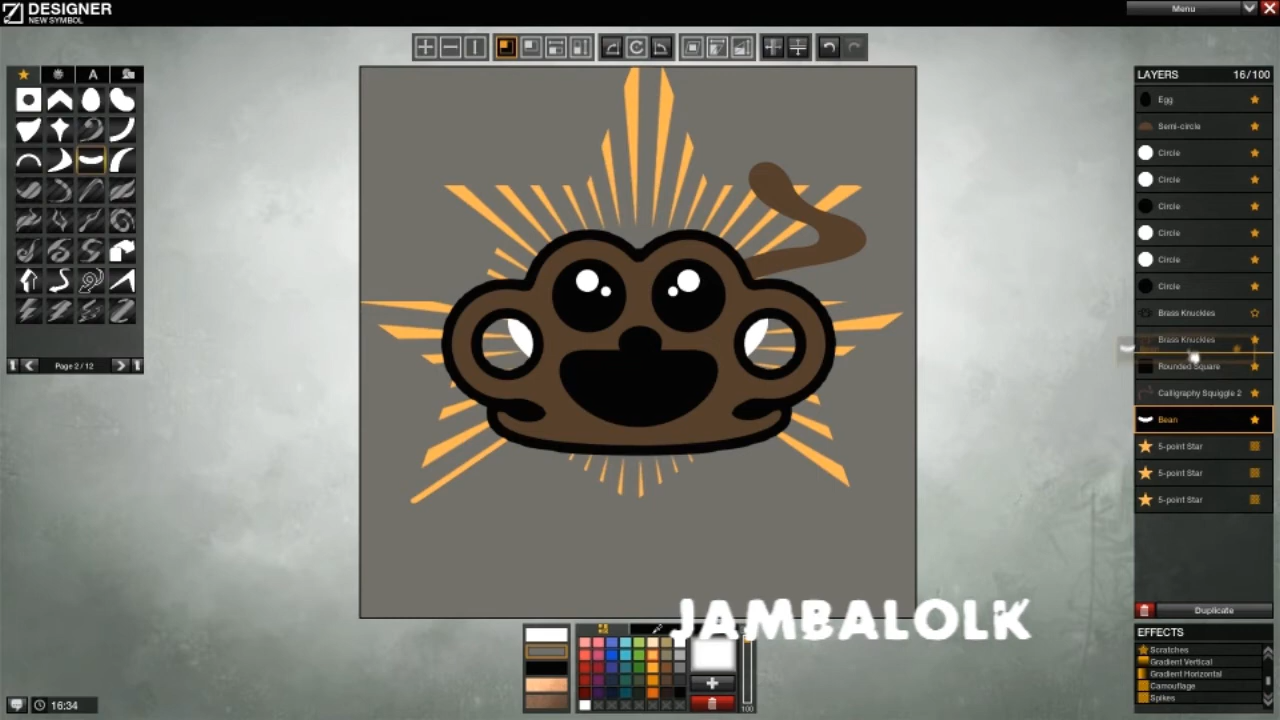 DESIGNER
NEW SYMBOL
Menu
A
Page 2 / 12
LAYERS 16/100
Egg
Semi-circle
Circle
Circle
Circle
Circle
Circle
Circle
Brass Knuckles
Brass Knuckles
Rounded Square
Calligraphy Squiggle 2
Bean
5-point Star
5-point Star
5-point Star
Duplicate
EFFECTS
Scratches
Gradient Vertical
Gradient Horizontal
Camouflage
Spikes
JAMBALOLK
100
16:34